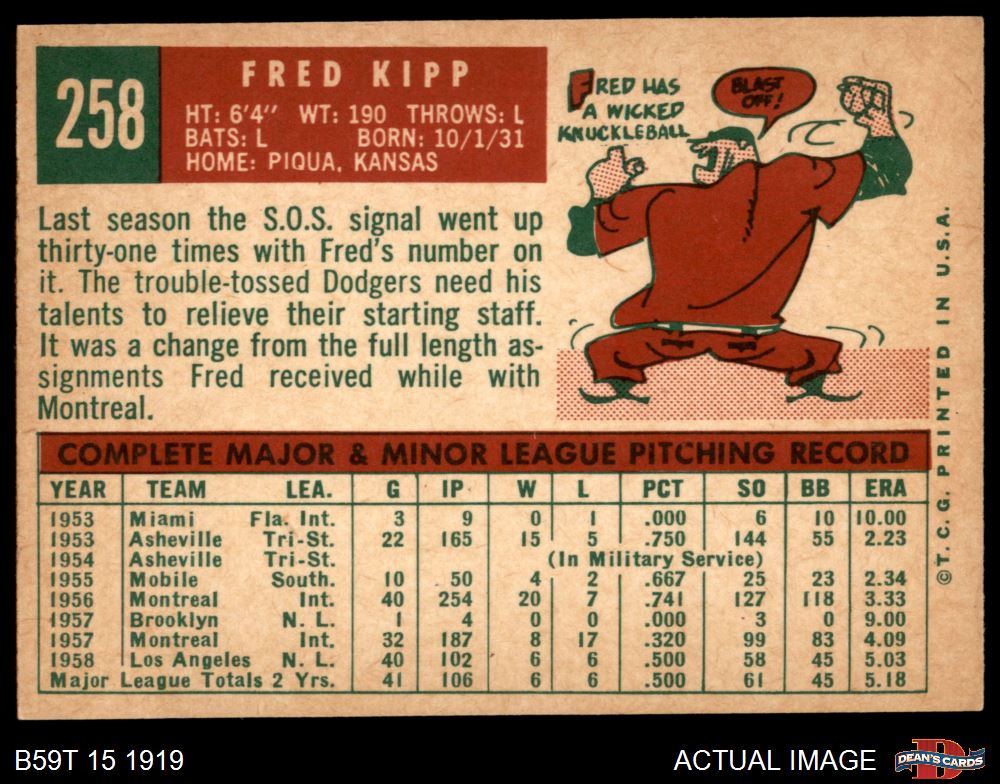 258
FRED KIPP
HT: 6'4" WT: 190 THROWS: L
BATS: L BORN: 10/1/31
HOME: PIQUA, KANSAS
FRED HAS
A WICKED
KNUCKLEBALL
BLAST
OFF!
Last season the S.O.S. signal went up
thirty-one times with Fred's number on
it. The trouble-tossed Dodgers need his
talents to relieve their starting staff.
It was a change from the full length as-
signments Fred received while with
Montreal.
COMPLETE MAJOR & MINOR LEAGUE PITCHING RECORD
YEAR TEAM LEA. G IP W L PCT SO BB ERA
1953 Miami Fla. Int. 3 9 0 1 .000 6 10 10.00
1953 Asheville Tri-St. 22 165 15 5 .750 144 55 2.23
1954 Asheville Tri-St. (In Military Service)
1955 Mobile South. 10 50 4 2 .667 25 23 2.34
1956 Montreal Int. 40 254 20 7 .741 127 118 3.33
1957 Brooklyn N. L. 1 4 0 0 .000 3 0 9.00
1957 Montreal Int. 32 187 8 17 .320 99 83 4.09
1958 Los Angeles N. L. 40 102 6 6 .500 58 45 5.03
Major League Totals 2 Yrs. 41 106 6 6 .500 61 45 5.18
© T. C. G. PRINTED IN U.S.A.
B59T 15 1919
ACTUAL IMAGE
DEAN'S CARDS